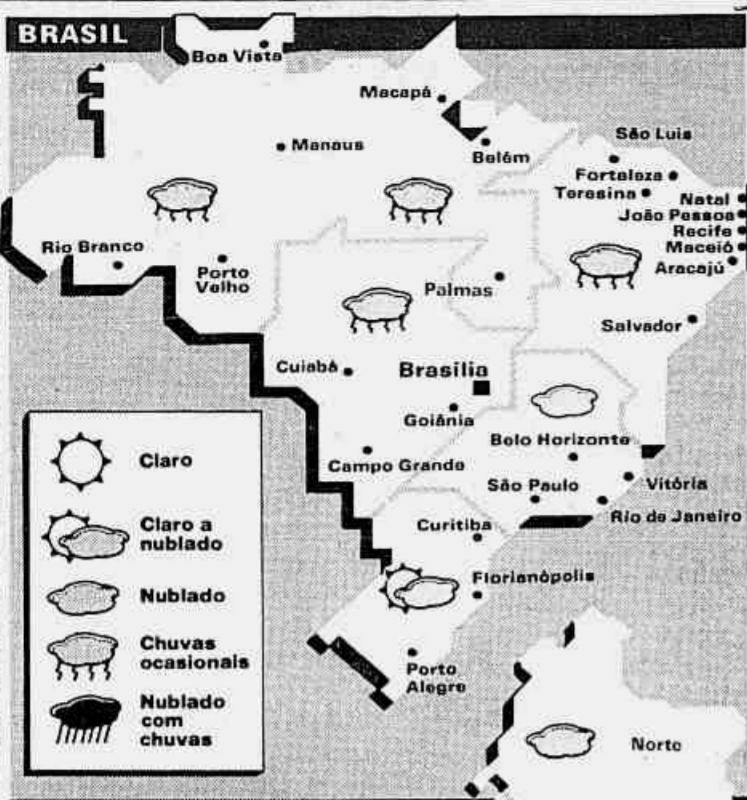 BRASIL
Boa Vista
Macapá
Manaus
Belém
São Luis
Fortaleza
Teresina
Natal
João Pessoa
Recife
Maceió
Aracajú
Rio Branco
Porto
Velho
Palmas
Salvador
Cuiabá
Brasília
Goiânia
Belo Horizonte
Campo Grande
São Paulo
Vitória
Rio de Janeiro
Curitiba
Florianópolis
Porto
Alegre
Norte
Claro
Claro a
nublado
Nublado
Chuvas
ocasionais
Nublado
com
chuvas